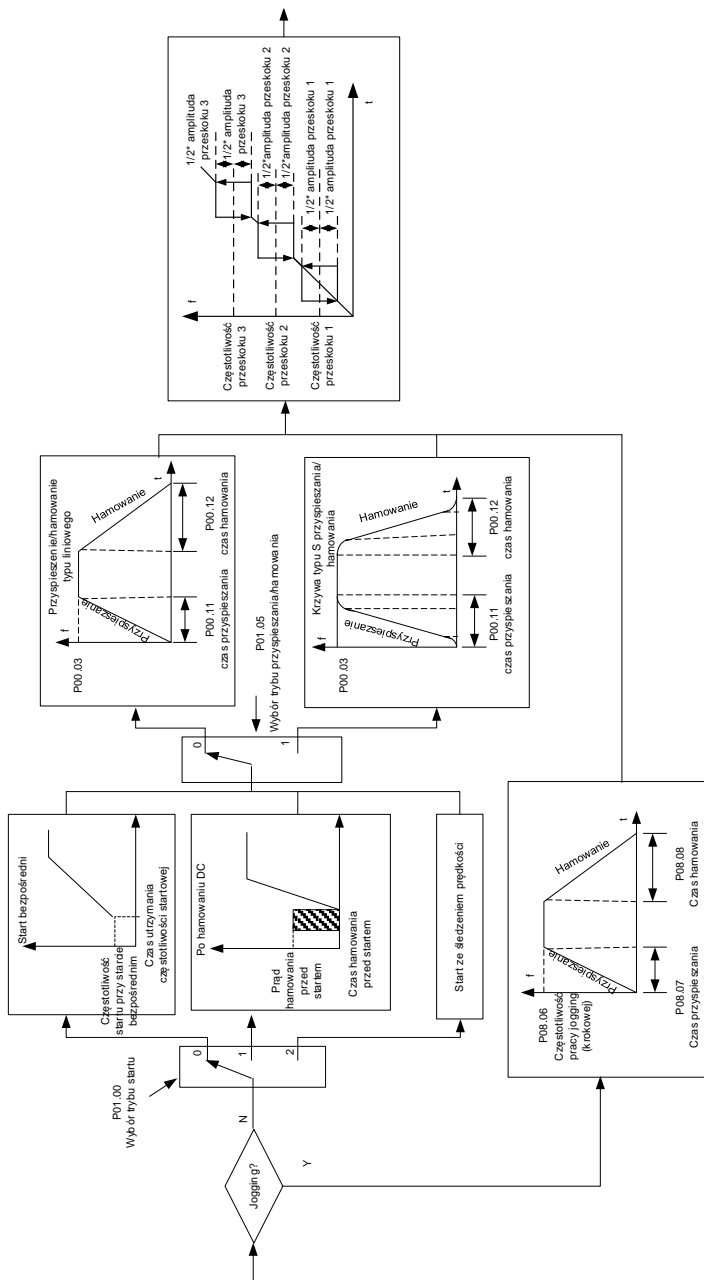 Jogging?
N
Y
P01.00
Wybór trybu startu
0
1
2
Start bezpośredni
Częstotliwość
startu przy starcie
bezpośrednim
Czas utrzymania
częstotliwości startowej
Po hamowaniu DC
Prąd
hamowania
przed
startem
Czas hamowania
przed startem
Start ze śledzeniem prędkości
P08.06
Częstotliwość
pracy jogging
(krokowej)
f
Przyspieszanie
Hamowanie
t
P08.07
Czas przyspieszania
P08.08
Czas hamowania
0
1
P01.05
Wybór trybu przyspieszania/hamowania
Przyspieszenie/hamowanie
typu liniowego
f
P00.03
Przyspieszanie
Hamowanie
t
P00.11
czas przyspieszania
P00.12
czas hamowania
Krzywa typu S przyspieszania/
hamowania
f
P00.03
Przyspieszanie
Hamowanie
t
P00.11
czas przyspieszania
P00.12
czas hamowania
f
Częstotliwość
przeskoku 3
Częstotliwość
przeskoku 2
Częstotliwość
przeskoku 1
1/2* amplituda
przeskoku 3
1/2* amplituda
przeskoku 3
1/2*amplituda przeskoku 2
1/2*amplituda przeskoku 2
1/2* amplituda przeskoku 1
1/2* amplituda przeskoku 1
t